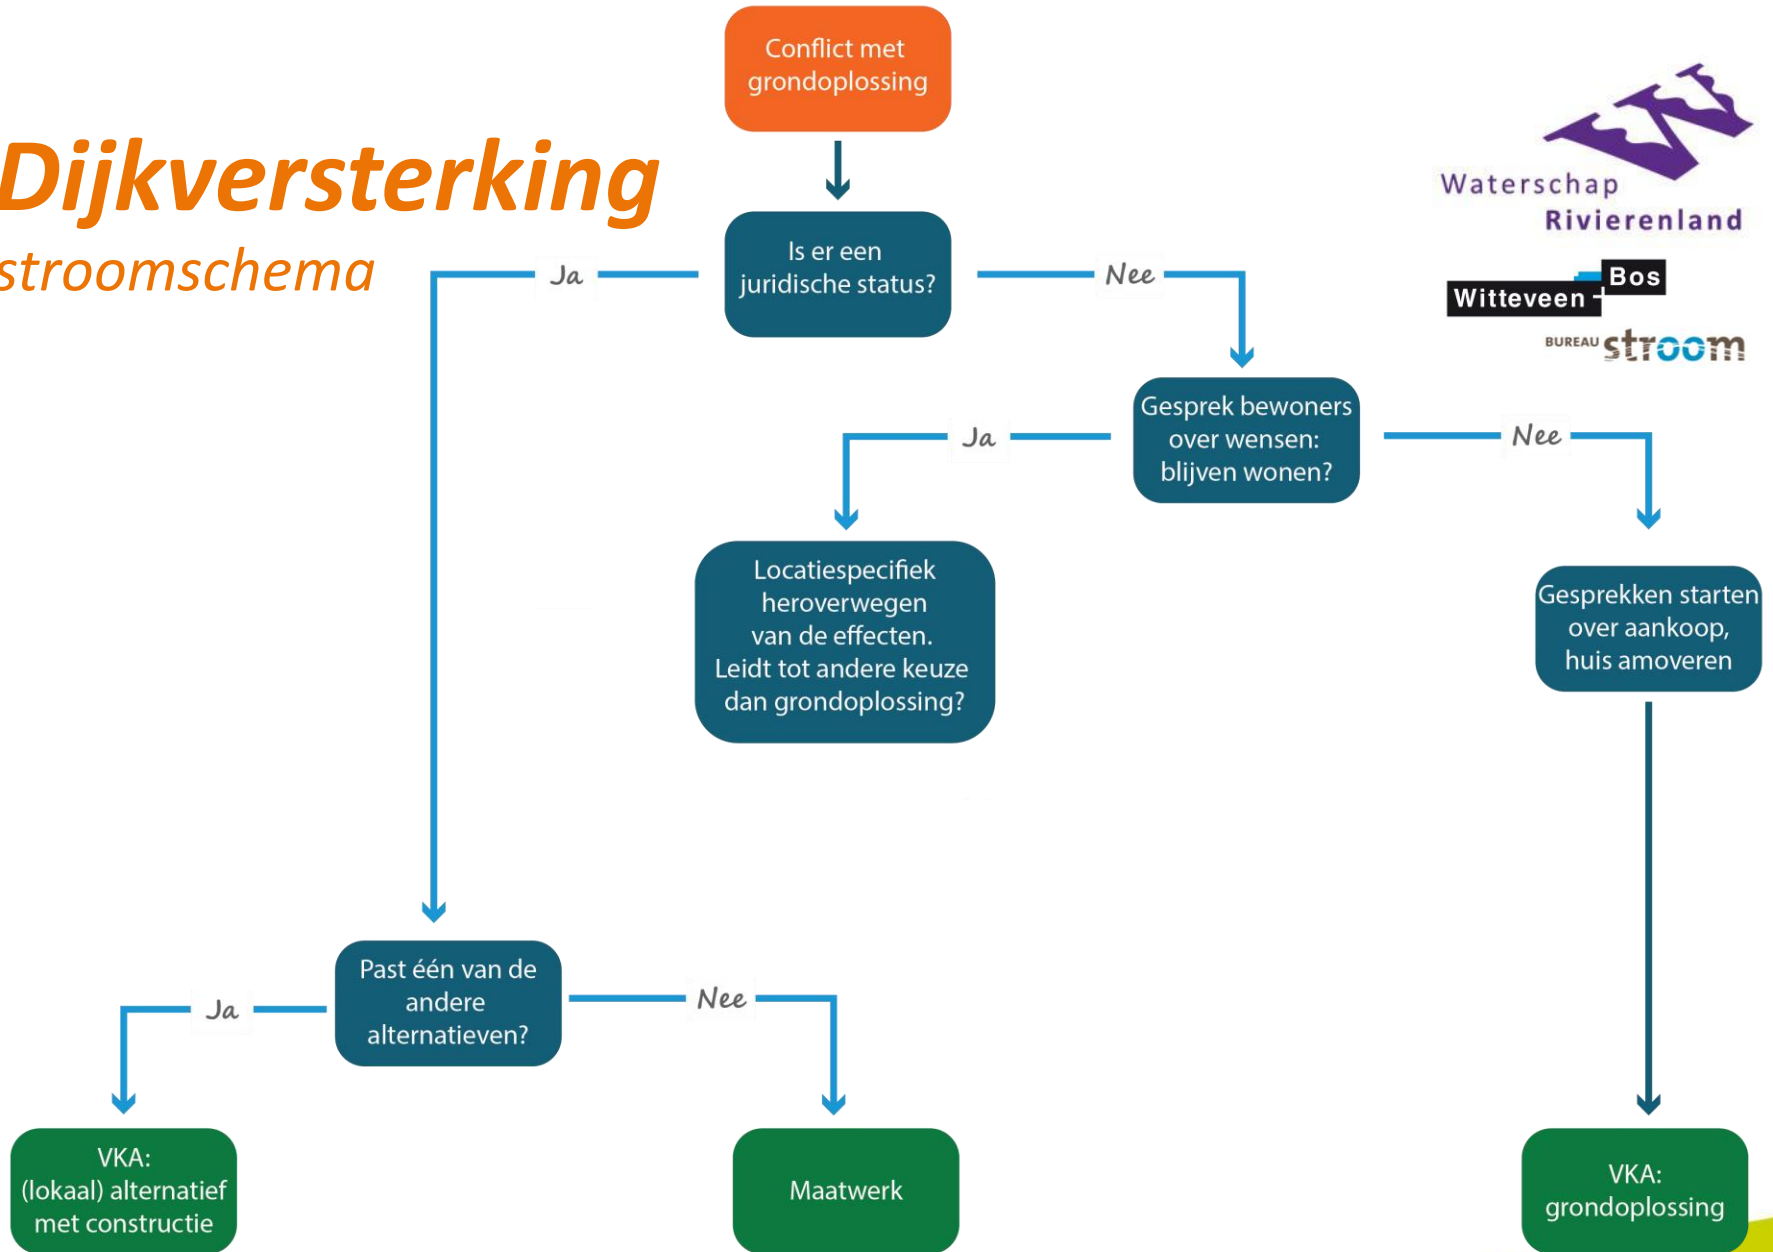 Conflict met
grondoplossing
Dijkversterking
stroomschema
Waterschap
Rivierenland
Witteveen
Bos
BUREAU stroom
Is er een
juridische status?
Ja
Nee
Gesprek bewoners
over wensen:
blijven wonen?
Ja
Nee
Locatiespecifiek
heroverwegen
van de effecten.
Leidt tot andere keuze
dan grondoplossing?
Gesprekken starten
over aankoop,
huis amoveren
Past één van de
andere
alternatieven?
Ja
Nee
VKA:
(lokaal) alternatief
met constructie
Maatwerk
VKA:
grondoplossing